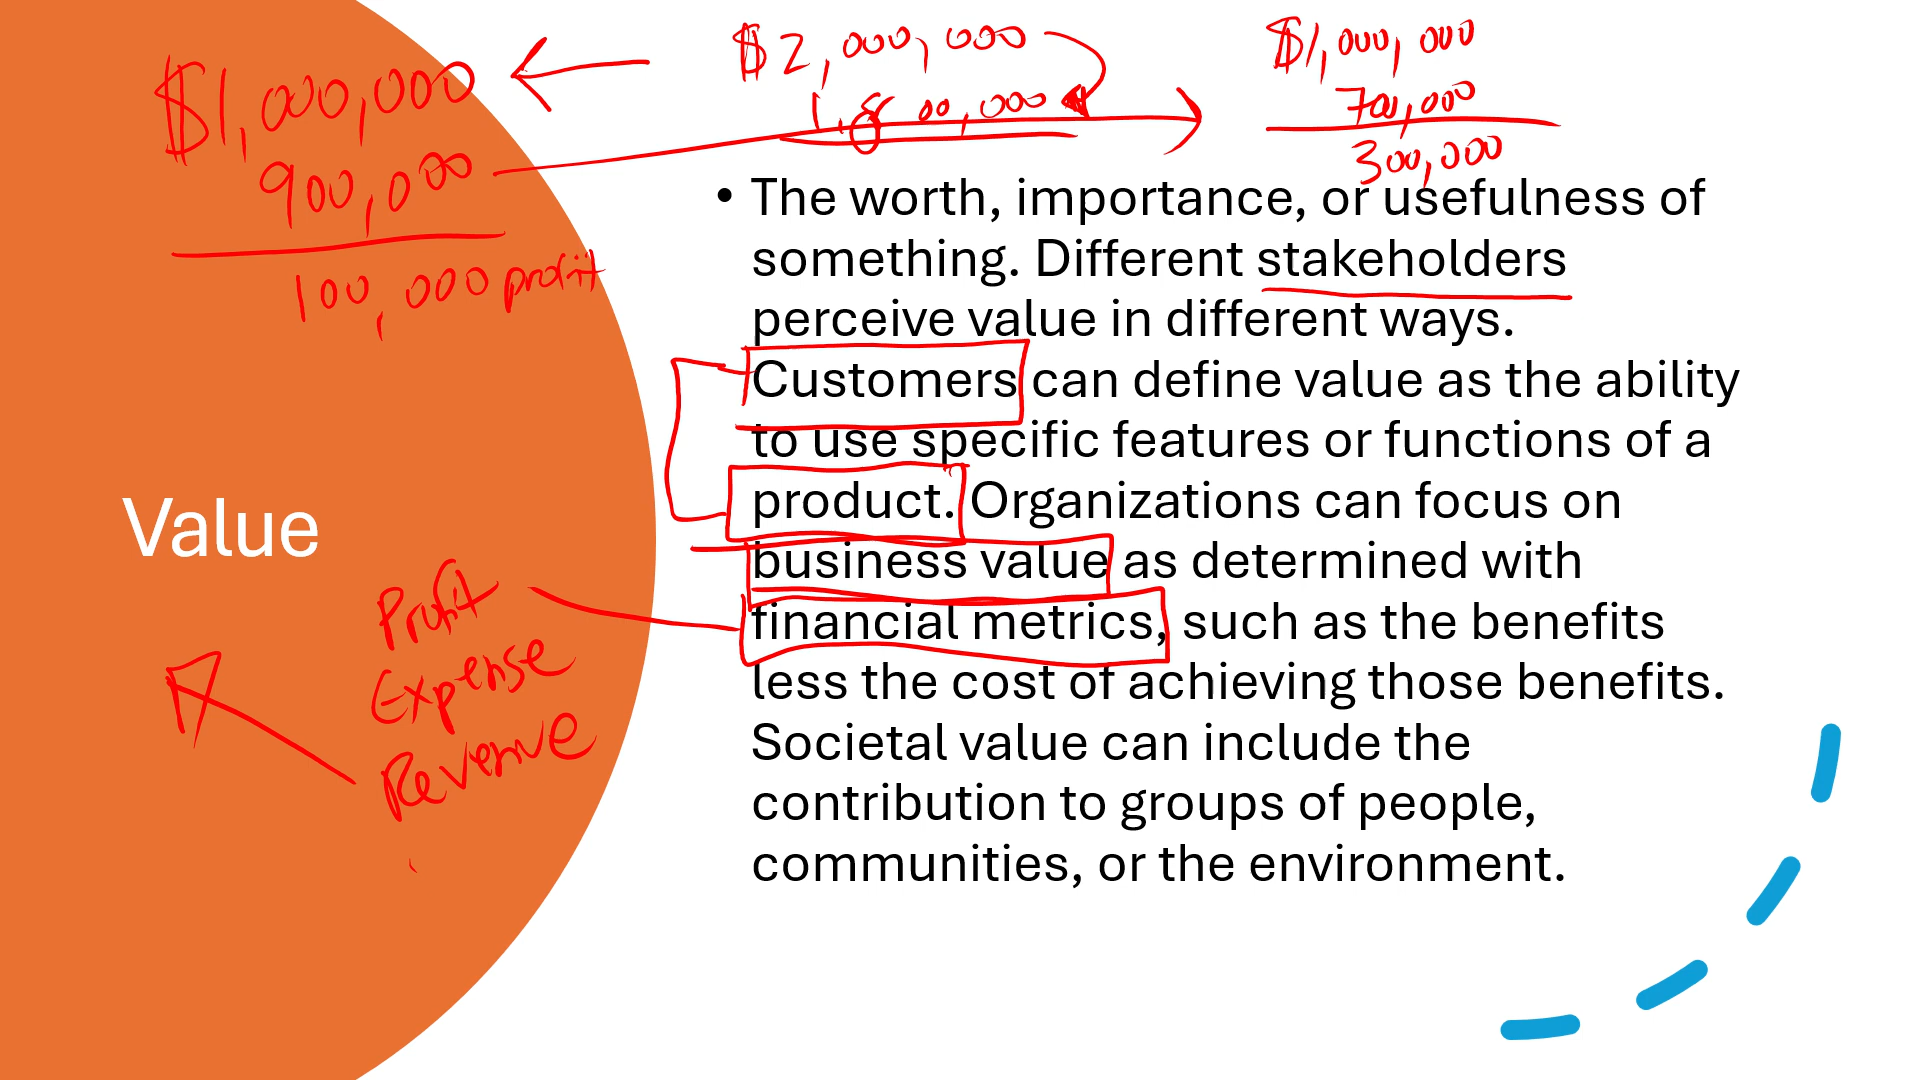 $1,000,000
900,000
100,000 profit
$2,000,000
1,800,000
$1,000,000
700,000
300,000
Value
Profit
Expense
Revenue
• The worth, importance, or usefulness of
something. Different stakeholders
perceive value in different ways.
Customers can define value as the ability
to use specific features or functions of a
product. Organizations can focus on
business value as determined with
financial metrics, such as the benefits
less the cost of achieving those benefits.
Societal value can include the
contribution to groups of people,
communities, or the environment.